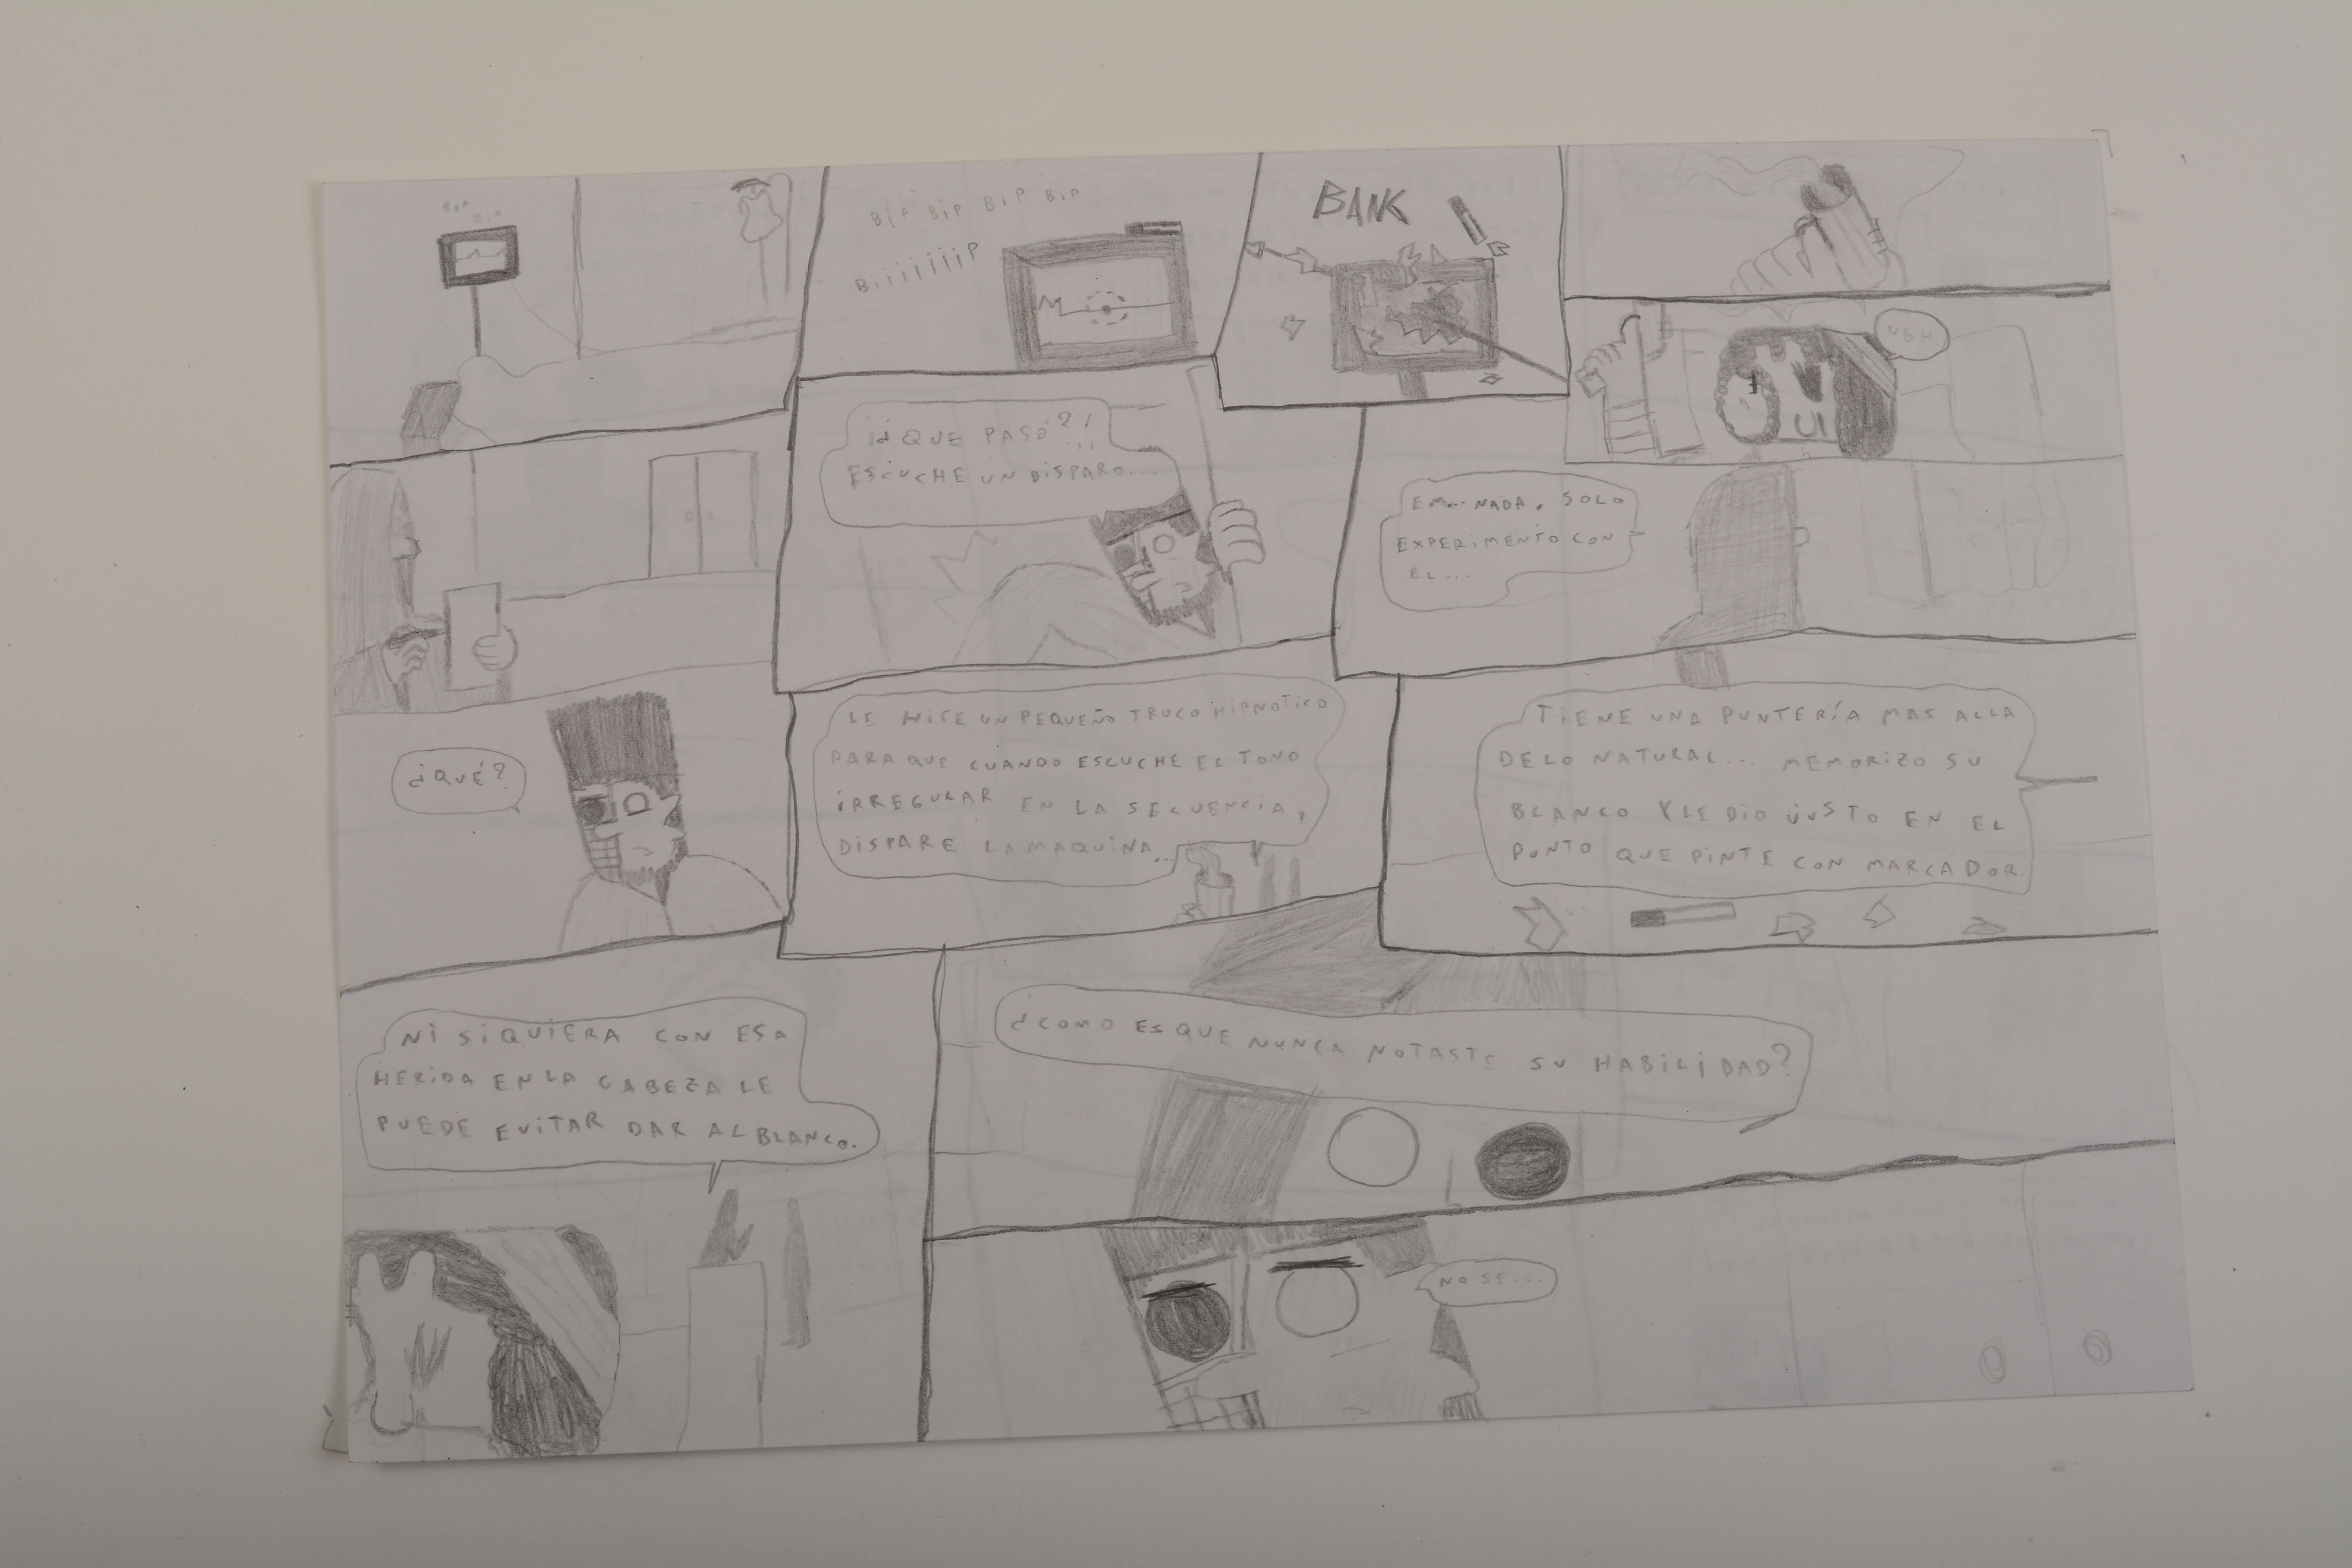 BiP
BiP
BiP BiP BiP BiP
BiiiiiiiP
BANK
UGH.
¡¿QUE PASÓ?!
ESCUCHE UN DISPARO...
EM... NADA, SOLO
EXPERIMENTO CON
EL...
¿QUÉ?
LE HICE UN PEQUEÑO TRUCO HIPNOTICO
PARA QUE CUANDO ESCUCHE EL TONO
IRREGULAR EN LA SECUENCIA,
DISPARE LA MAQUINA...
TIENE UNA PUNTERÍA MAS ALLA
DE LO NATURAL... MEMORIZO SU
BLANCO Y LE DIO JUSTO EN EL
PUNTO QUE PINTE CON MARCADOR.
NI SIQUIERA CON ESA
HERIDA EN LA CABEZA LE
PUEDE EVITAR DAR AL BLANCO.
¿COMO ES QUE NUNCA NOTASTE SU HABILIDAD?
NO SE...